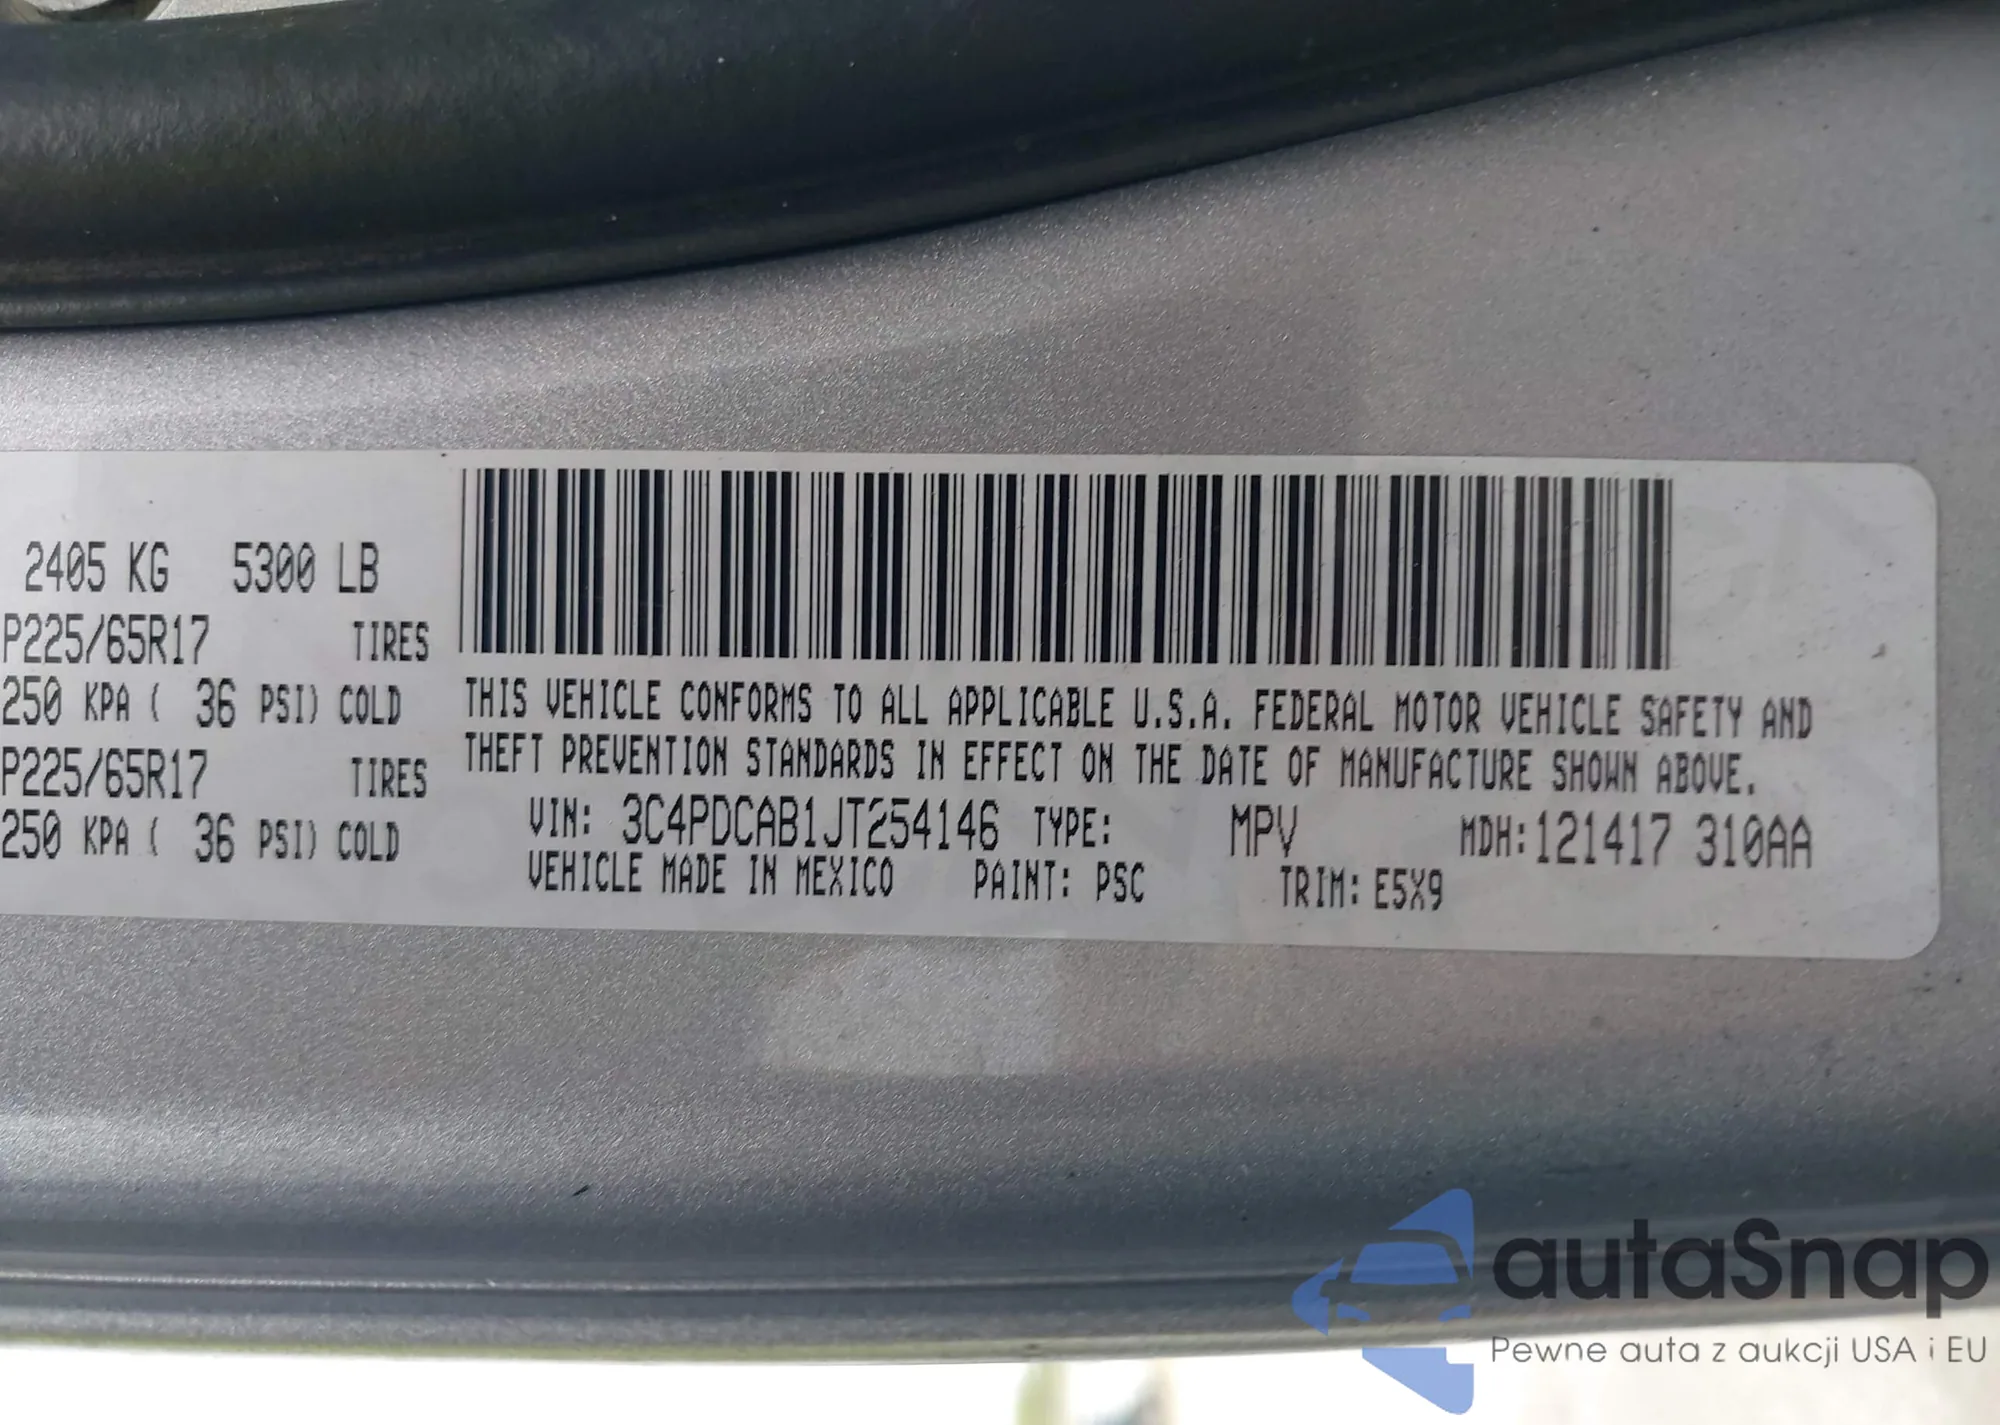 2405 KG 5300 LB
P225/65R17 TIRES
250 KPA ( 36 PSI) COLD
P225/65R17 TIRES
250 KPA ( 36 PSI) COLD
THIS VEHICLE CONFORMS TO ALL APPLICABLE U.S.A. FEDERAL MOTOR VEHICLE SAFETY AND
THEFT PREVENTION STANDARDS IN EFFECT ON THE DATE OF MANUFACTURE SHOWN ABOVE.
VIN: 3C4PDCAB1JT254146 TYPE: MPV MDH:121417 310AA
VEHICLE MADE IN MEXICO PAINT: PSC TRIM: E5X9
autaSnap
Pewne auta z aukcji USA i EU